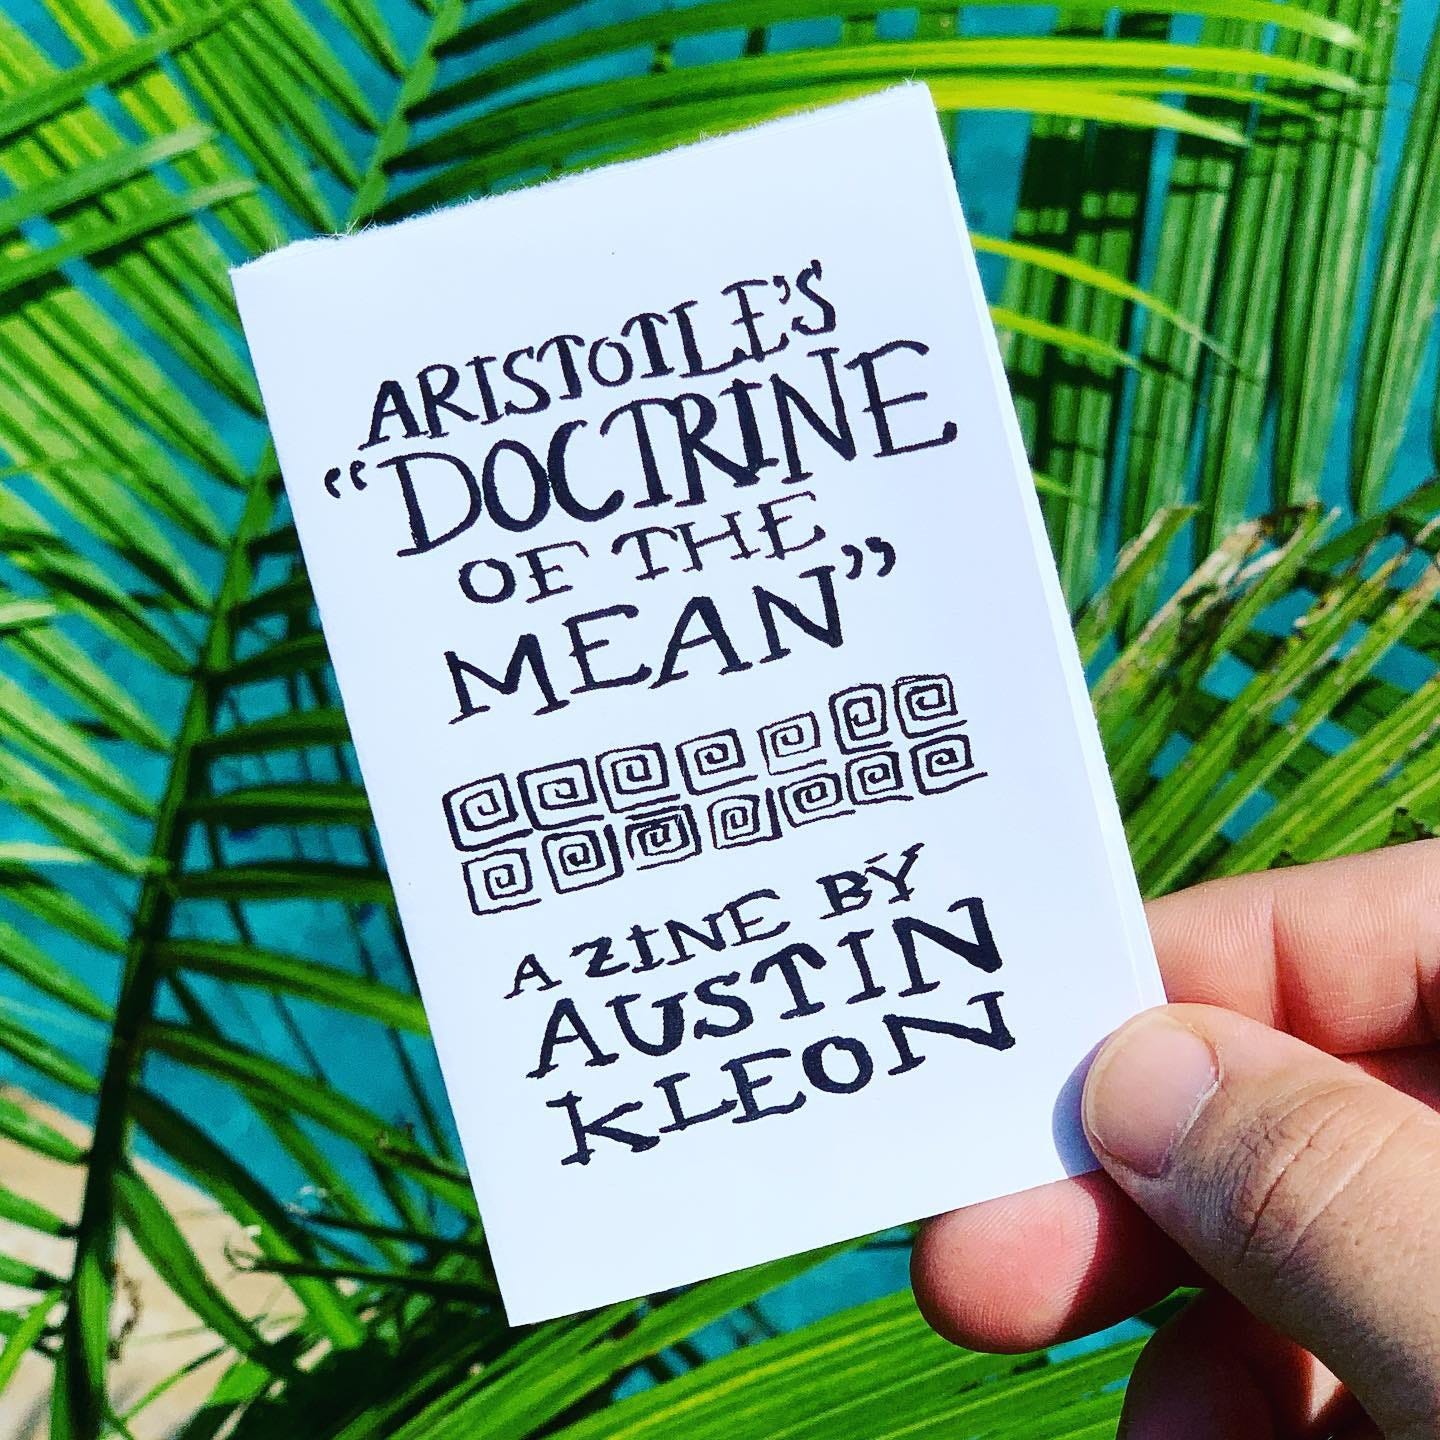 ARISTOTLE'S
“DOCTRINE
OF THE
MEAN”
A ZINE BY
AUSTIN
KLEON